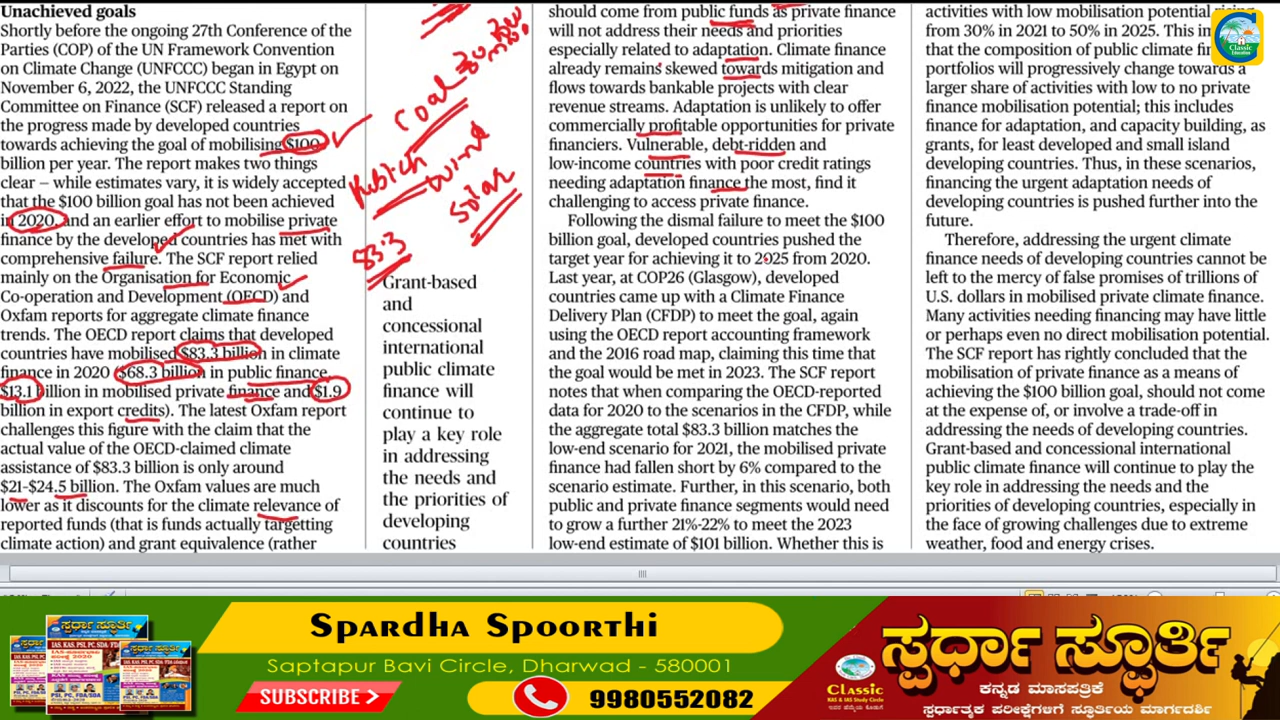 Unachieved goals
Shortly before the ongoing 27th Conference of the
Parties (COP) of the UN Framework Convention
on Climate Change (UNFCCC) began in Egypt on
November 6, 2022, the UNFCCC Standing
Committee on Finance (SCF) released a report on
the progress made by developed countries
towards achieving the goal of mobilising $100
billion per year. The report makes two things
clear — while estimates vary, it is widely accepted
that the $100 billion goal has not been achieved
in 2020 and an earlier effort to mobilise private
finance by the developed countries has met with
comprehensive failure. The SCF report relied
mainly on the Organisation for Economic
Co-operation and Development (OECD) and
Oxfam reports for aggregate climate finance
trends. The OECD report claims that developed
countries have mobilised $83.3 billion in climate
finance in 2020 ($68.3 billion in public finance,
$13.1 billion in mobilised private finance and $1.9
billion in export credits). The latest Oxfam report
challenges this figure with the claim that the
actual value of the OECD-claimed climate
assistance of $83.3 billion is only around
$21-$24.5 billion. The Oxfam values are much
lower as it discounts for the climate relevance of
reported funds (that is funds actually targeting
climate action) and grant equivalence (rather
Coal
Public
wind
Solar
83.3
Grant-based
and
concessional
international
public climate
finance will
continue to
play a key role
in addressing
the needs and
the priorities of
developing
countries
should come from public funds as private finance
will not address their needs and priorities
especially related to adaptation. Climate finance
already remains skewed towards mitigation and
flows towards bankable projects with clear
revenue streams. Adaptation is unlikely to offer
commercially profitable opportunities for private
financiers. Vulnerable, debt-ridden and
low-income countries with poor credit ratings
needing adaptation finance the most, find it
challenging to access private finance.
Following the dismal failure to meet the $100
billion goal, developed countries pushed the
target year for achieving it to 2025 from 2020.
Last year, at COP26 (Glasgow), developed
countries came up with a Climate Finance
Delivery Plan (CFDP) to meet the goal, again
using the OECD report accounting framework
and the 2016 road map, claiming this time that
the goal would be met in 2023. The SCF report
notes that when comparing the OECD-reported
data for 2020 to the scenarios in the CFDP, while
the aggregate total $83.3 billion matches the
low-end scenario for 2021, the mobilised private
finance had fallen short by 6% compared to the
scenario estimate. Further, in this scenario, both
public and private finance segments would need
to grow a further 21%-22% to meet the 2023
low-end estimate of $101 billion. Whether this is
activities with low mobilisation potential rising
from 30% in 2021 to 50% in 2025. This in
that the composition of public climate fi
portfolios will progressively change towards a
larger share of activities with low to no private
finance mobilisation potential; this includes
finance for adaptation, and capacity building, as
grants, for least developed and small island
developing countries. Thus, in these scenarios,
financing the urgent adaptation needs of
developing countries is pushed further into the
future.
Therefore, addressing the urgent climate
finance needs of developing countries cannot be
left to the mercy of false promises of trillions of
U.S. dollars in mobilised private climate finance.
Many activities needing financing may have little
or perhaps even no direct mobilisation potential.
The SCF report has rightly concluded that the
mobilisation of private finance as a means of
achieving the $100 billion goal, should not come
at the expense of, or involve a trade-off in
addressing the needs of developing countries.
Grant-based and concessional international
public climate finance will continue to play the
key role in addressing the needs and the
priorities of developing countries, especially in
the face of growing challenges due to extreme
weather, food and energy crises.
Classic
Education
Spardha Spoorthi
Saptapur Bavi Circle, Dharwad - 580001
SUBSCRIBE >
9980552082
ಸ್ಪರ್ಧಾ ಸ್ಫೂರ್ತಿ
Classic
KAS & IAS Study Circle
ಸ್ಪರ್ಧಾ ಸ್ಫೂರ್ತಿ
ಕನ್ನಡ ಮಾಸಪತ್ರಿಕೆ
ಸ್ಪರ್ಧಾತ್ಮಕ ಪರೀಕ್ಷೆಗಳಿಗೆ ಸ್ಫೂರ್ತಿಯ ಮಾರ್ಗದರ್ಶಿ